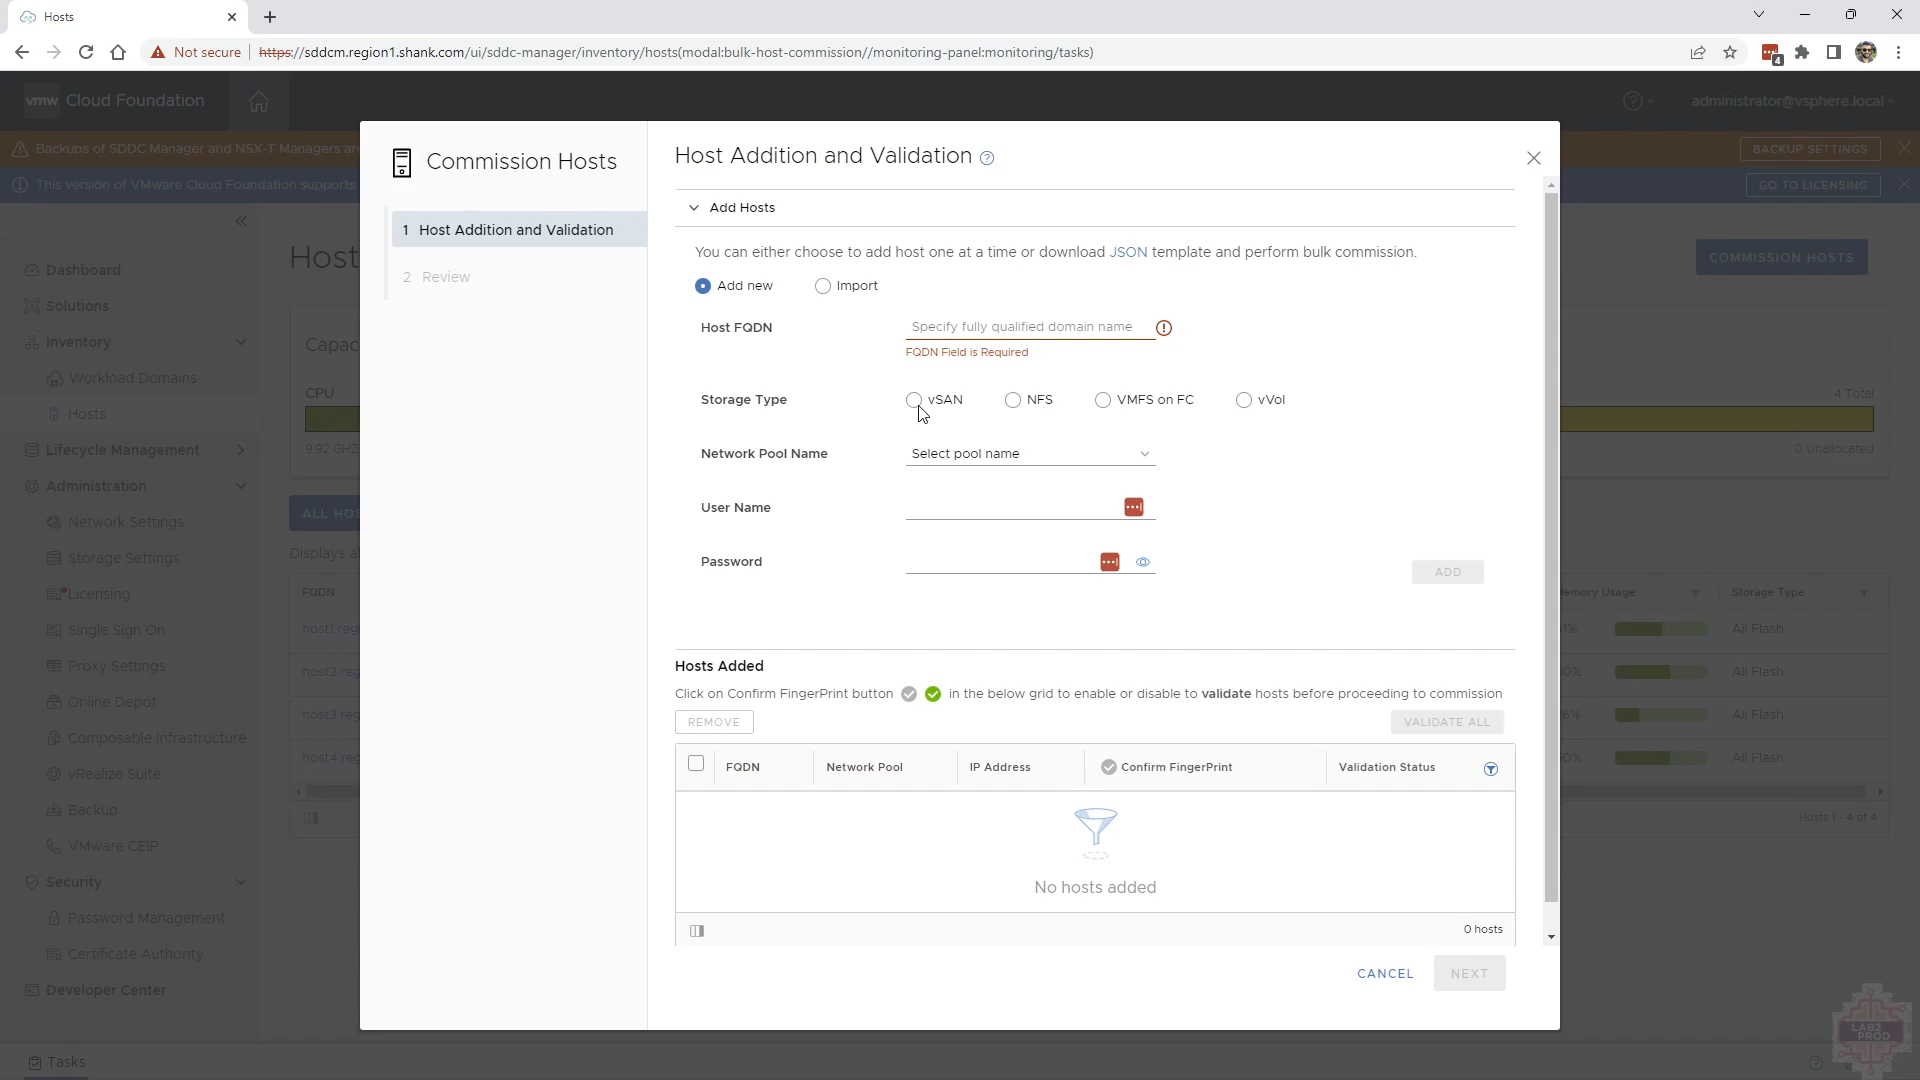 Hosts
Not secure
https://sddcm.region1.shank.com/ui/sddc-manager/inventory/hosts(modal:bulk-host-commission//monitoring-panel:monitoring/tasks)
4
vmw Cloud Foundation
administrator@vsphere.local
Backups of SDDC Manager and NSX-T Managers are
BACKUP SETTINGS
This version of VMware Cloud Foundation supports
GO TO LICENSING
Dashboard
Solutions
Inventory
Workload Domains
Hosts
Lifecycle Management
Administration
Network Settings
Storage Settings
Licensing
Single Sign On
Proxy Settings
Online Depot
Composable Infrastructure
vRealize Suite
Backup
VMware CEIP
Security
Password Management
Certificate Authority
Developer Center
Host
COMMISSION HOSTS
CPU
4 Total
9.92 GHZ
0 Unallocated
FQDN
Memory Usage
Storage Type
All Flash
All Flash
All Flash
All Flash
Hosts 1 - 4 of 4
Commission Hosts
1 Host Addition and Validation
2 Review
Host Addition and Validation
Add Hosts
You can either choose to add host one at a time or download JSON template and perform bulk commission.
Add new
Import
Host FQDN
Specify fully qualified domain name
FQDN Field is Required
Storage Type
vSAN
NFS
VMFS on FC
vVol
Network Pool Name
Select pool name
User Name
Password
ADD
Hosts Added
Click on Confirm FingerPrint button in the below grid to enable or disable to validate hosts before proceeding to commission
REMOVE
VALIDATE ALL
FQDN
Network Pool
IP Address
Confirm FingerPrint
Validation Status
No hosts added
0 hosts
CANCEL
NEXT
Tasks
LAB2
PROD